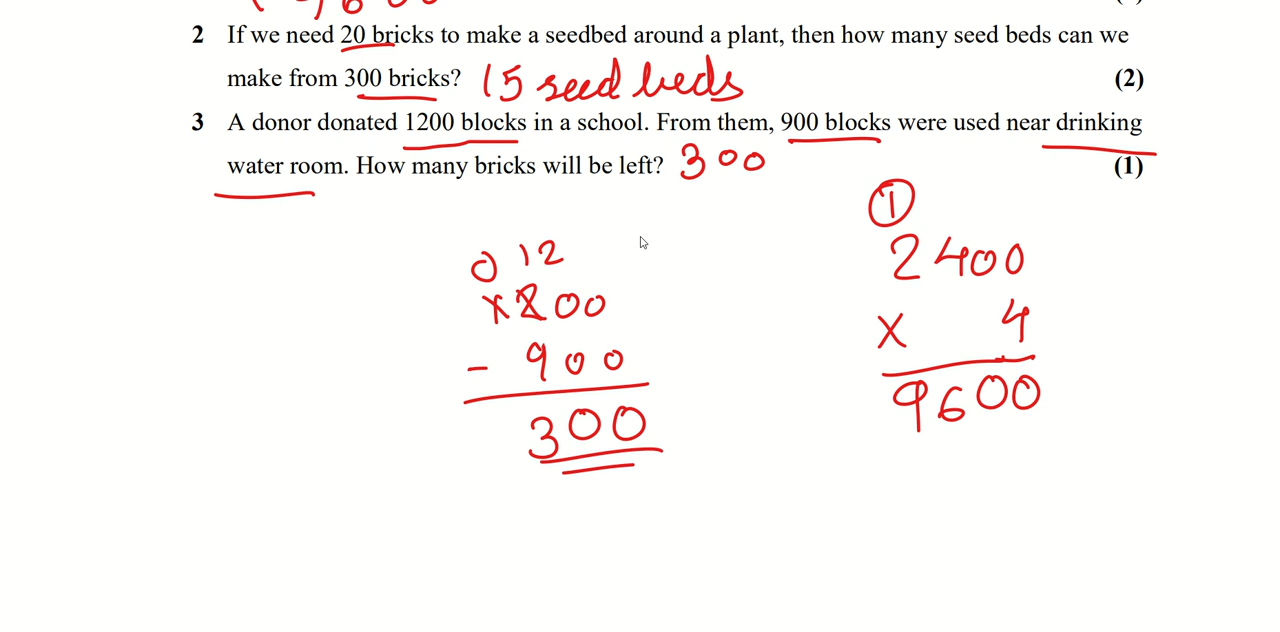 2 If we need 20 bricks to make a seedbed around a plant, then how many seed beds can we
make from 300 bricks? 15 seed beds (2)
3 A donor donated 1200 blocks in a school. From them, 900 blocks were used near drinking
water room. How many bricks will be left? 300 (1)
0 12
1200
- 900
300
1
2400
x 4
9600